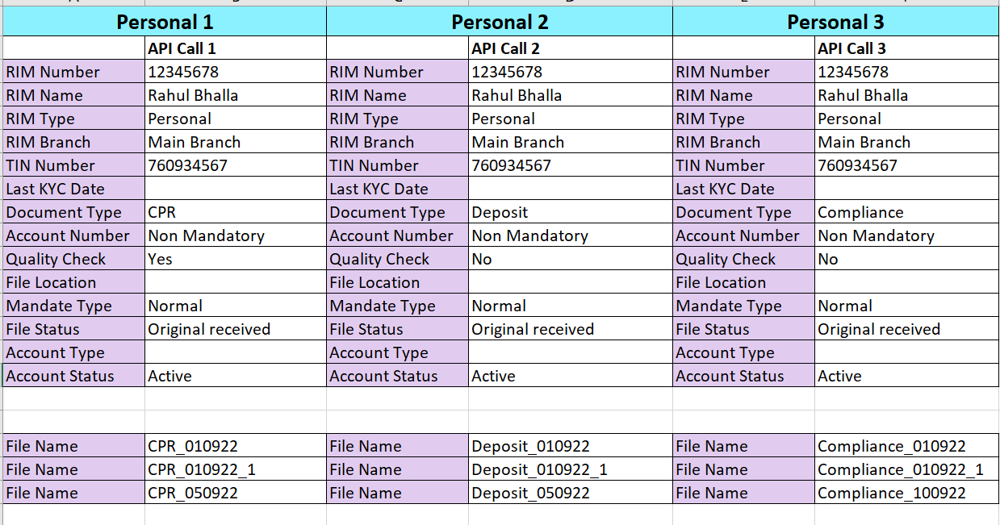 Personal 1 Personal 2 Personal 3
API Call 1 API Call 2 API Call 3
RIM Number 12345678 RIM Number 12345678 RIM Number 12345678
RIM Name Rahul Bhalla RIM Name Rahul Bhalla RIM Name Rahul Bhalla
RIM Type Personal RIM Type Personal RIM Type Personal
RIM Branch Main Branch RIM Branch Main Branch RIM Branch Main Branch
TIN Number 760934567 TIN Number 760934567 TIN Number 760934567
Last KYC Date Last KYC Date Last KYC Date
Document Type CPR Document Type Deposit Document Type Compliance
Account Number Non Mandatory Account Number Non Mandatory Account Number Non Mandatory
Quality Check Yes Quality Check No Quality Check No
File Location File Location File Location
Mandate Type Normal Mandate Type Normal Mandate Type Normal
File Status Original received File Status Original received File Status Original received
Account Type Account Type Account Type
Account Status Active Account Status Active Account Status Active
File Name CPR_010922 File Name Deposit_010922 File Name Compliance_010922
File Name CPR_010922_1 File Name Deposit_010922_1 File Name Compliance_010922_1
File Name CPR_050922 File Name Deposit_050922 File Name Compliance_100922